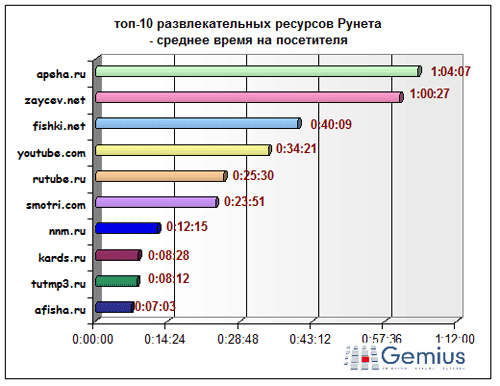 топ-10 развлекательных ресурсов Рунета
- среднее время на посетителя
apeha.ru 1:04:07
zaycev.net 1:00:27
fishki.net 0:40:09
youtube.com 0:34:21
rutube.ru 0:25:30
smotri.com 0:23:51
nnm.ru 0:12:15
kards.ru 0:08:28
tutmp3.ru 0:08:12
afisha.ru 0:07:03
0:00:00 0:14:24 0:28:48 0:43:12 0:57:36 1:12:00
Gemius